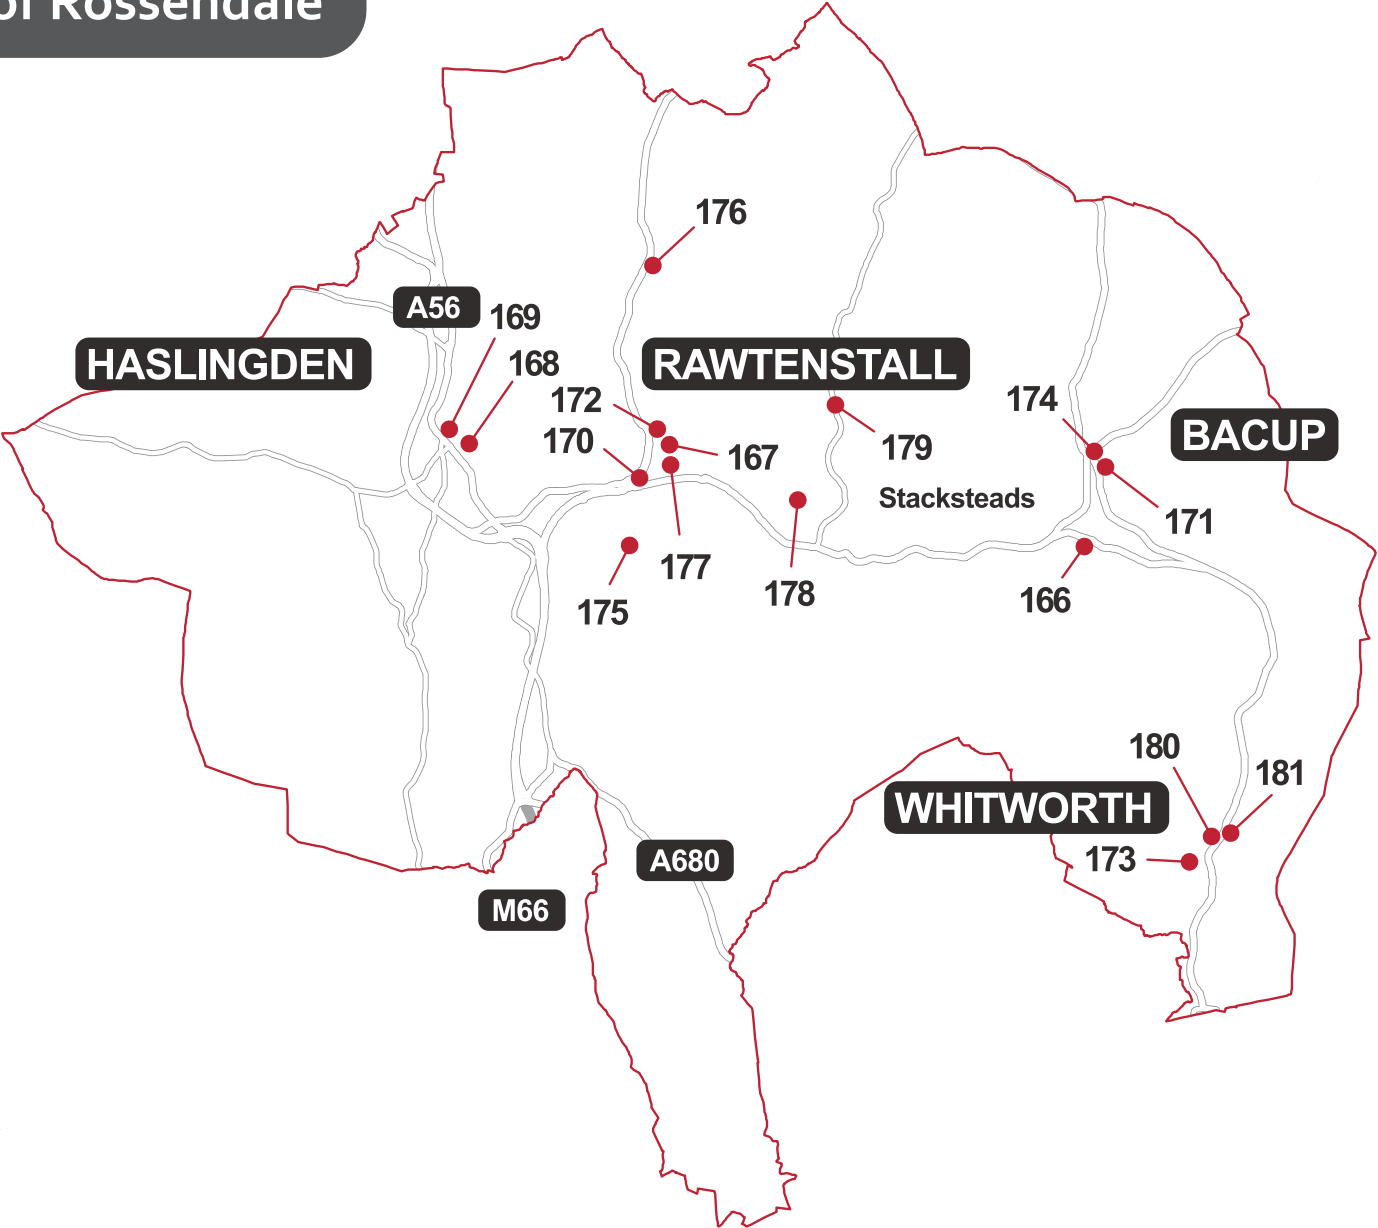 of Rossendale
176
A56
169
HASLINGDEN
168
RAWTENSTALL
172
174
170
167
179
BACUP
Stacksteads
171
177
178
166
175
180
181
WHITWORTH
173
A680
M66